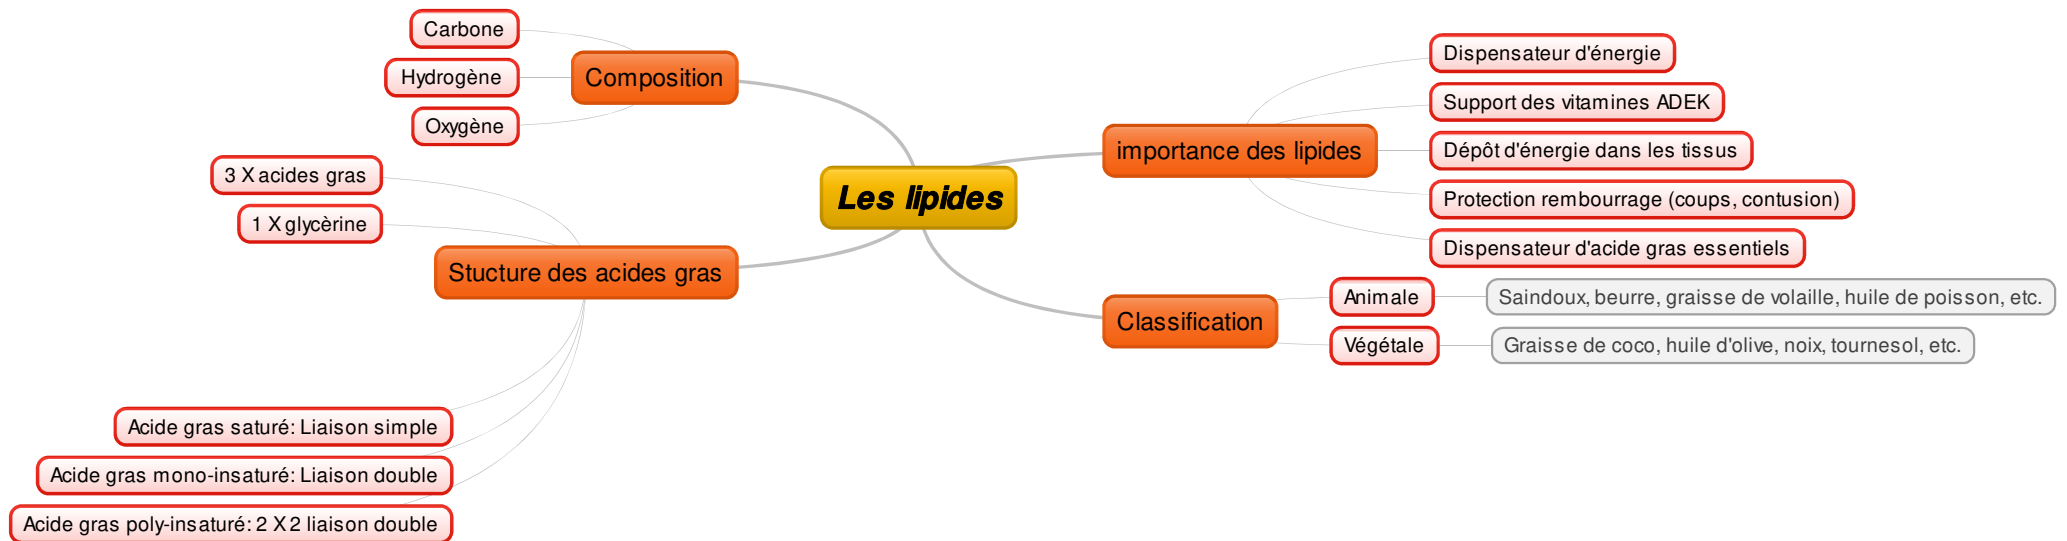 Les lipides
Composition
Carbone
Hydrogène
Oxygène
Stucture des acides gras
3 X acides gras
1 X glycèrine
Acide gras saturé: Liaison simple
Acide gras mono-insaturé: Liaison double
Acide gras poly-insaturé: 2 X 2 liaison double
importance des lipides
Dispensateur d'énergie
Support des vitamines ADEK
Dépôt d'énergie dans les tissus
Protection rembourrage (coups, contusion)
Dispensateur d'acide gras essentiels
Classification
Animale
Saindoux, beurre, graisse de volaille, huile de poisson, etc.
Végétale
Graisse de coco, huile d'olive, noix, tournesol, etc.